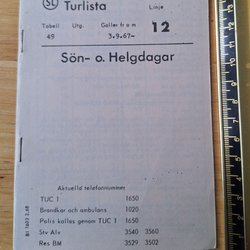 SL Turlista Linje
Tabell Utg. Gäller from 12
49 3.9.67-
Sön- o. Helgdagar
Aktuella telefonnummer
TUC 1 1650
Brandkår och ambulans 1020
Polis kallas genom TUC 1 1650
Stv Alv 3540 3560
Res BM 3529 3502